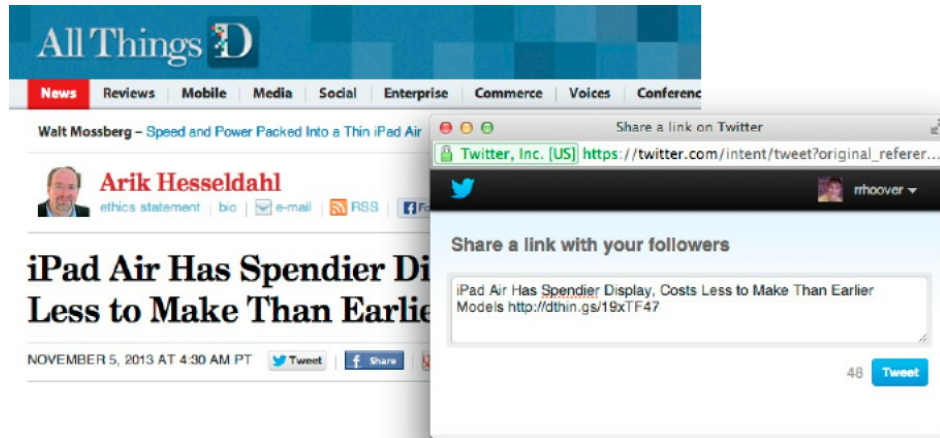 All Things D
News Reviews Mobile Media Social Enterprise Commerce Voices Conferenc
Walt Mossberg – Speed and Power Packed Into a Thin iPad Air
Arik Hesseldahl
ethics statement | bio | e-mail | RSS | Fo
iPad Air Has Spendier Di
Less to Make Than Earlie
NOVEMBER 5, 2013 AT 4:30 AM PT Tweet Share
Share a link on Twitter
Twitter, Inc. [US] https://twitter.com/intent/tweet?original_referer...
rrhoover
Share a link with your followers
iPad Air Has Spendier Display, Costs Less to Make Than Earlier
Models http://dthin.gs/19xTF47
48 Tweet